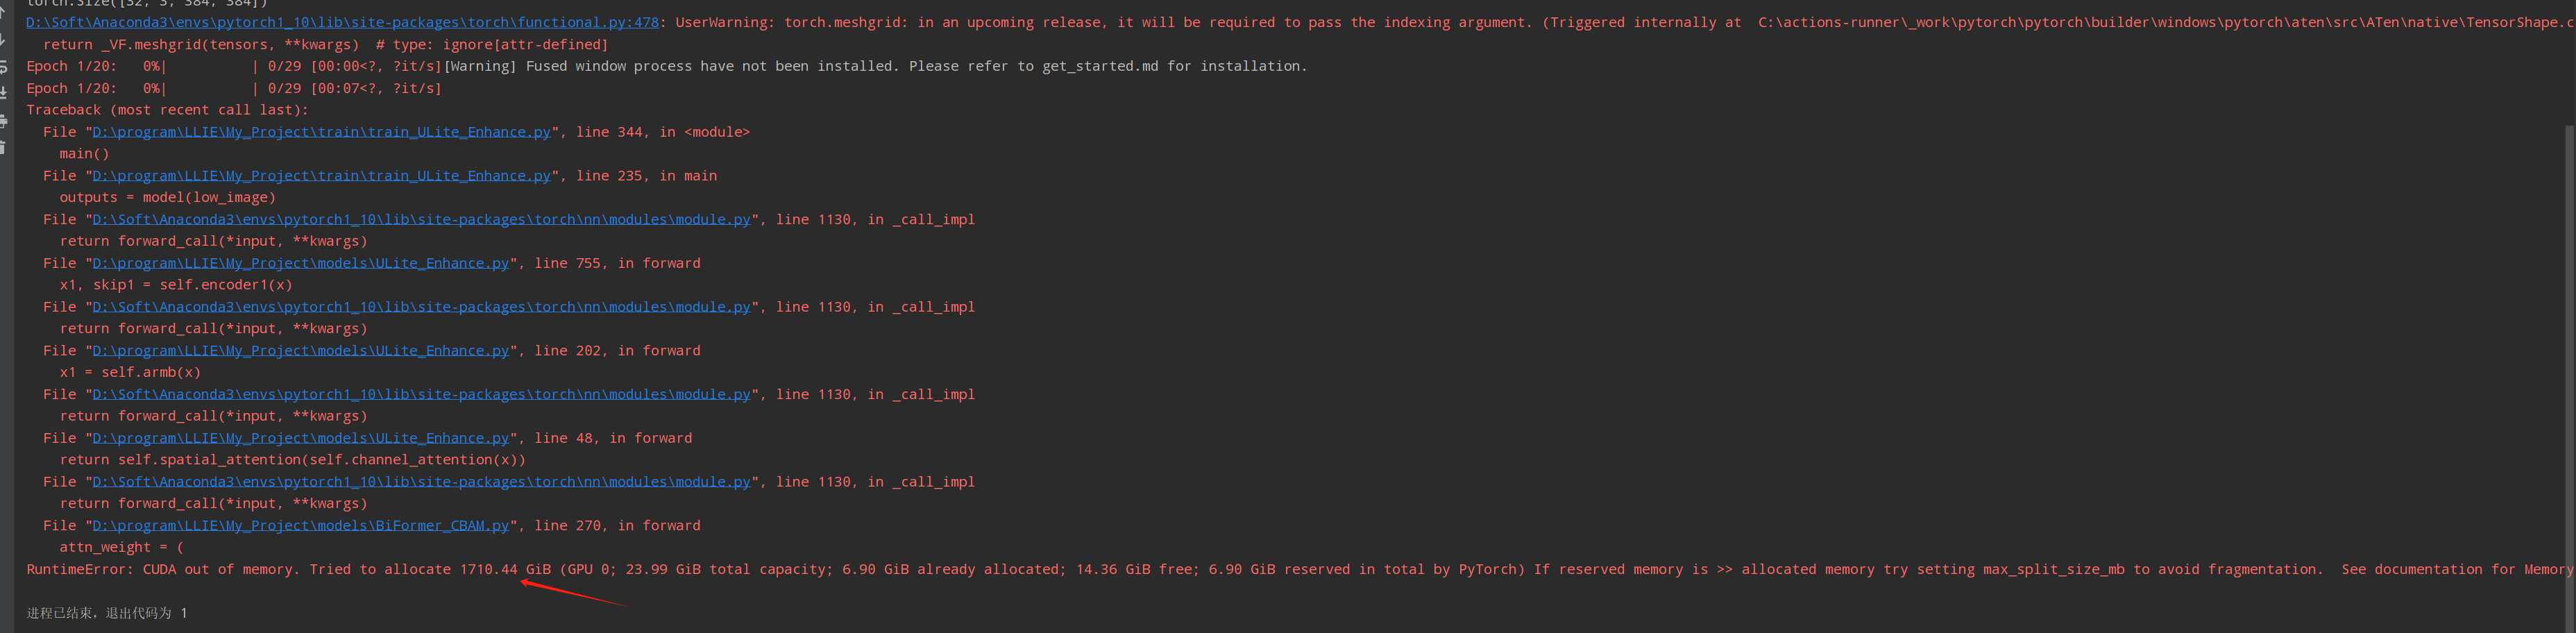 torch.Size([32, 3, 384, 384])
D:\Soft\Anaconda3\envs\pytorch1_10\lib\site-packages\torch\functional.py:478: UserWarning: torch.meshgrid: in an upcoming release, it will be required to pass the indexing argument. (Triggered internally at  C:\actions-runner\_work\pytorch\pytorch\builder\windows\pytorch\aten\src\ATen\native\TensorShape.c
  return _VF.meshgrid(tensors, **kwargs)  # type: ignore[attr-defined]
Epoch 1/20:   0%|          | 0/29 [00:00<?, ?it/s][Warning] Fused window process have not been installed. Please refer to get_started.md for installation.
Epoch 1/20:   0%|          | 0/29 [00:07<?, ?it/s]
Traceback (most recent call last):
  File "D:\program\LLIE\My_Project\train\train_ULite_Enhance.py", line 344, in <module>
    main()
  File "D:\program\LLIE\My_Project\train\train_ULite_Enhance.py", line 235, in main
    outputs = model(low_image)
  File "D:\Soft\Anaconda3\envs\pytorch1_10\lib\site-packages\torch\nn\modules\module.py", line 1130, in _call_impl
    return forward_call(*input, **kwargs)
  File "D:\program\LLIE\My_Project\models\ULite_Enhance.py", line 755, in forward
    x1, skip1 = self.encoder1(x)
  File "D:\Soft\Anaconda3\envs\pytorch1_10\lib\site-packages\torch\nn\modules\module.py", line 1130, in _call_impl
    return forward_call(*input, **kwargs)
  File "D:\program\LLIE\My_Project\models\ULite_Enhance.py", line 202, in forward
    x1 = self.armb(x)
  File "D:\Soft\Anaconda3\envs\pytorch1_10\lib\site-packages\torch\nn\modules\module.py", line 1130, in _call_impl
    return forward_call(*input, **kwargs)
  File "D:\program\LLIE\My_Project\models\ULite_Enhance.py", line 48, in forward
    return self.spatial_attention(self.channel_attention(x))
  File "D:\Soft\Anaconda3\envs\pytorch1_10\lib\site-packages\torch\nn\modules\module.py", line 1130, in _call_impl
    return forward_call(*input, **kwargs)
  File "D:\program\LLIE\My_Project\models\BiFormer_CBAM.py", line 270, in forward
    attn_weight = (
RuntimeError: CUDA out of memory. Tried to allocate 1710.44 GiB (GPU 0; 23.99 GiB total capacity; 6.90 GiB already allocated; 14.36 GiB free; 6.90 GiB reserved in total by PyTorch) If reserved memory is >> allocated memory try setting max_split_size_mb to avoid fragmentation.  See documentation for Memory
进程已结束，退出代码为 1